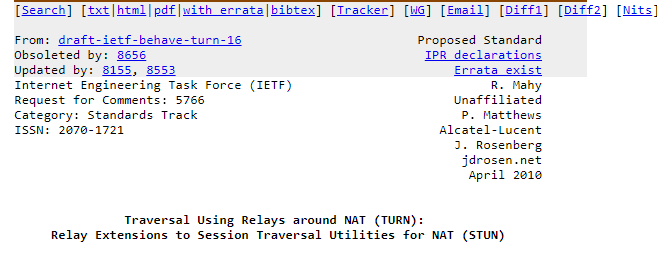 [Search] [txt|html|pdf|with errata|bibtex] [Tracker] [WG] [Email] [Diff1] [Diff2] [Nits]
From: draft-ietf-behave-turn-16 Proposed Standard
Obsoleted by: 8656 IPR declarations
Updated by: 8155, 8553 Errata exist
Internet Engineering Task Force (IETF) R. Mahy
Request for Comments: 5766 Unaffiliated
Category: Standards Track P. Matthews
ISSN: 2070-1721 Alcatel-Lucent
J. Rosenberg
jdrosen.net
April 2010
Traversal Using Relays around NAT (TURN):
Relay Extensions to Session Traversal Utilities for NAT (STUN)